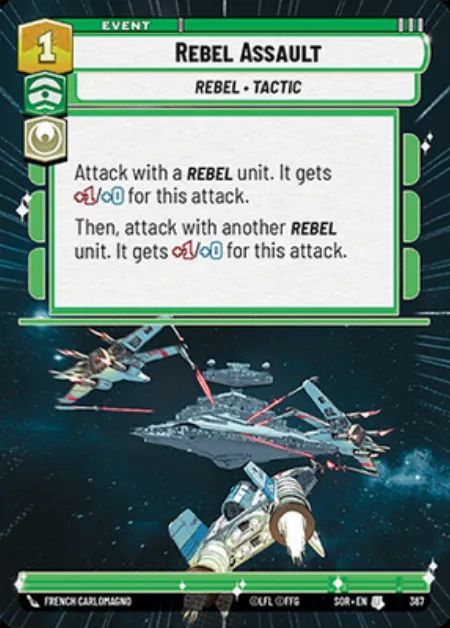 EVENT
1
REBEL ASSAULT
REBEL • TACTIC
Attack with a REBEL unit. It gets
+1/+0 for this attack.
Then, attack with another REBEL
unit. It gets +1/+0 for this attack.
FRENCH CARLOMAGNO
©LFL ©FFG
SOR • EN
367